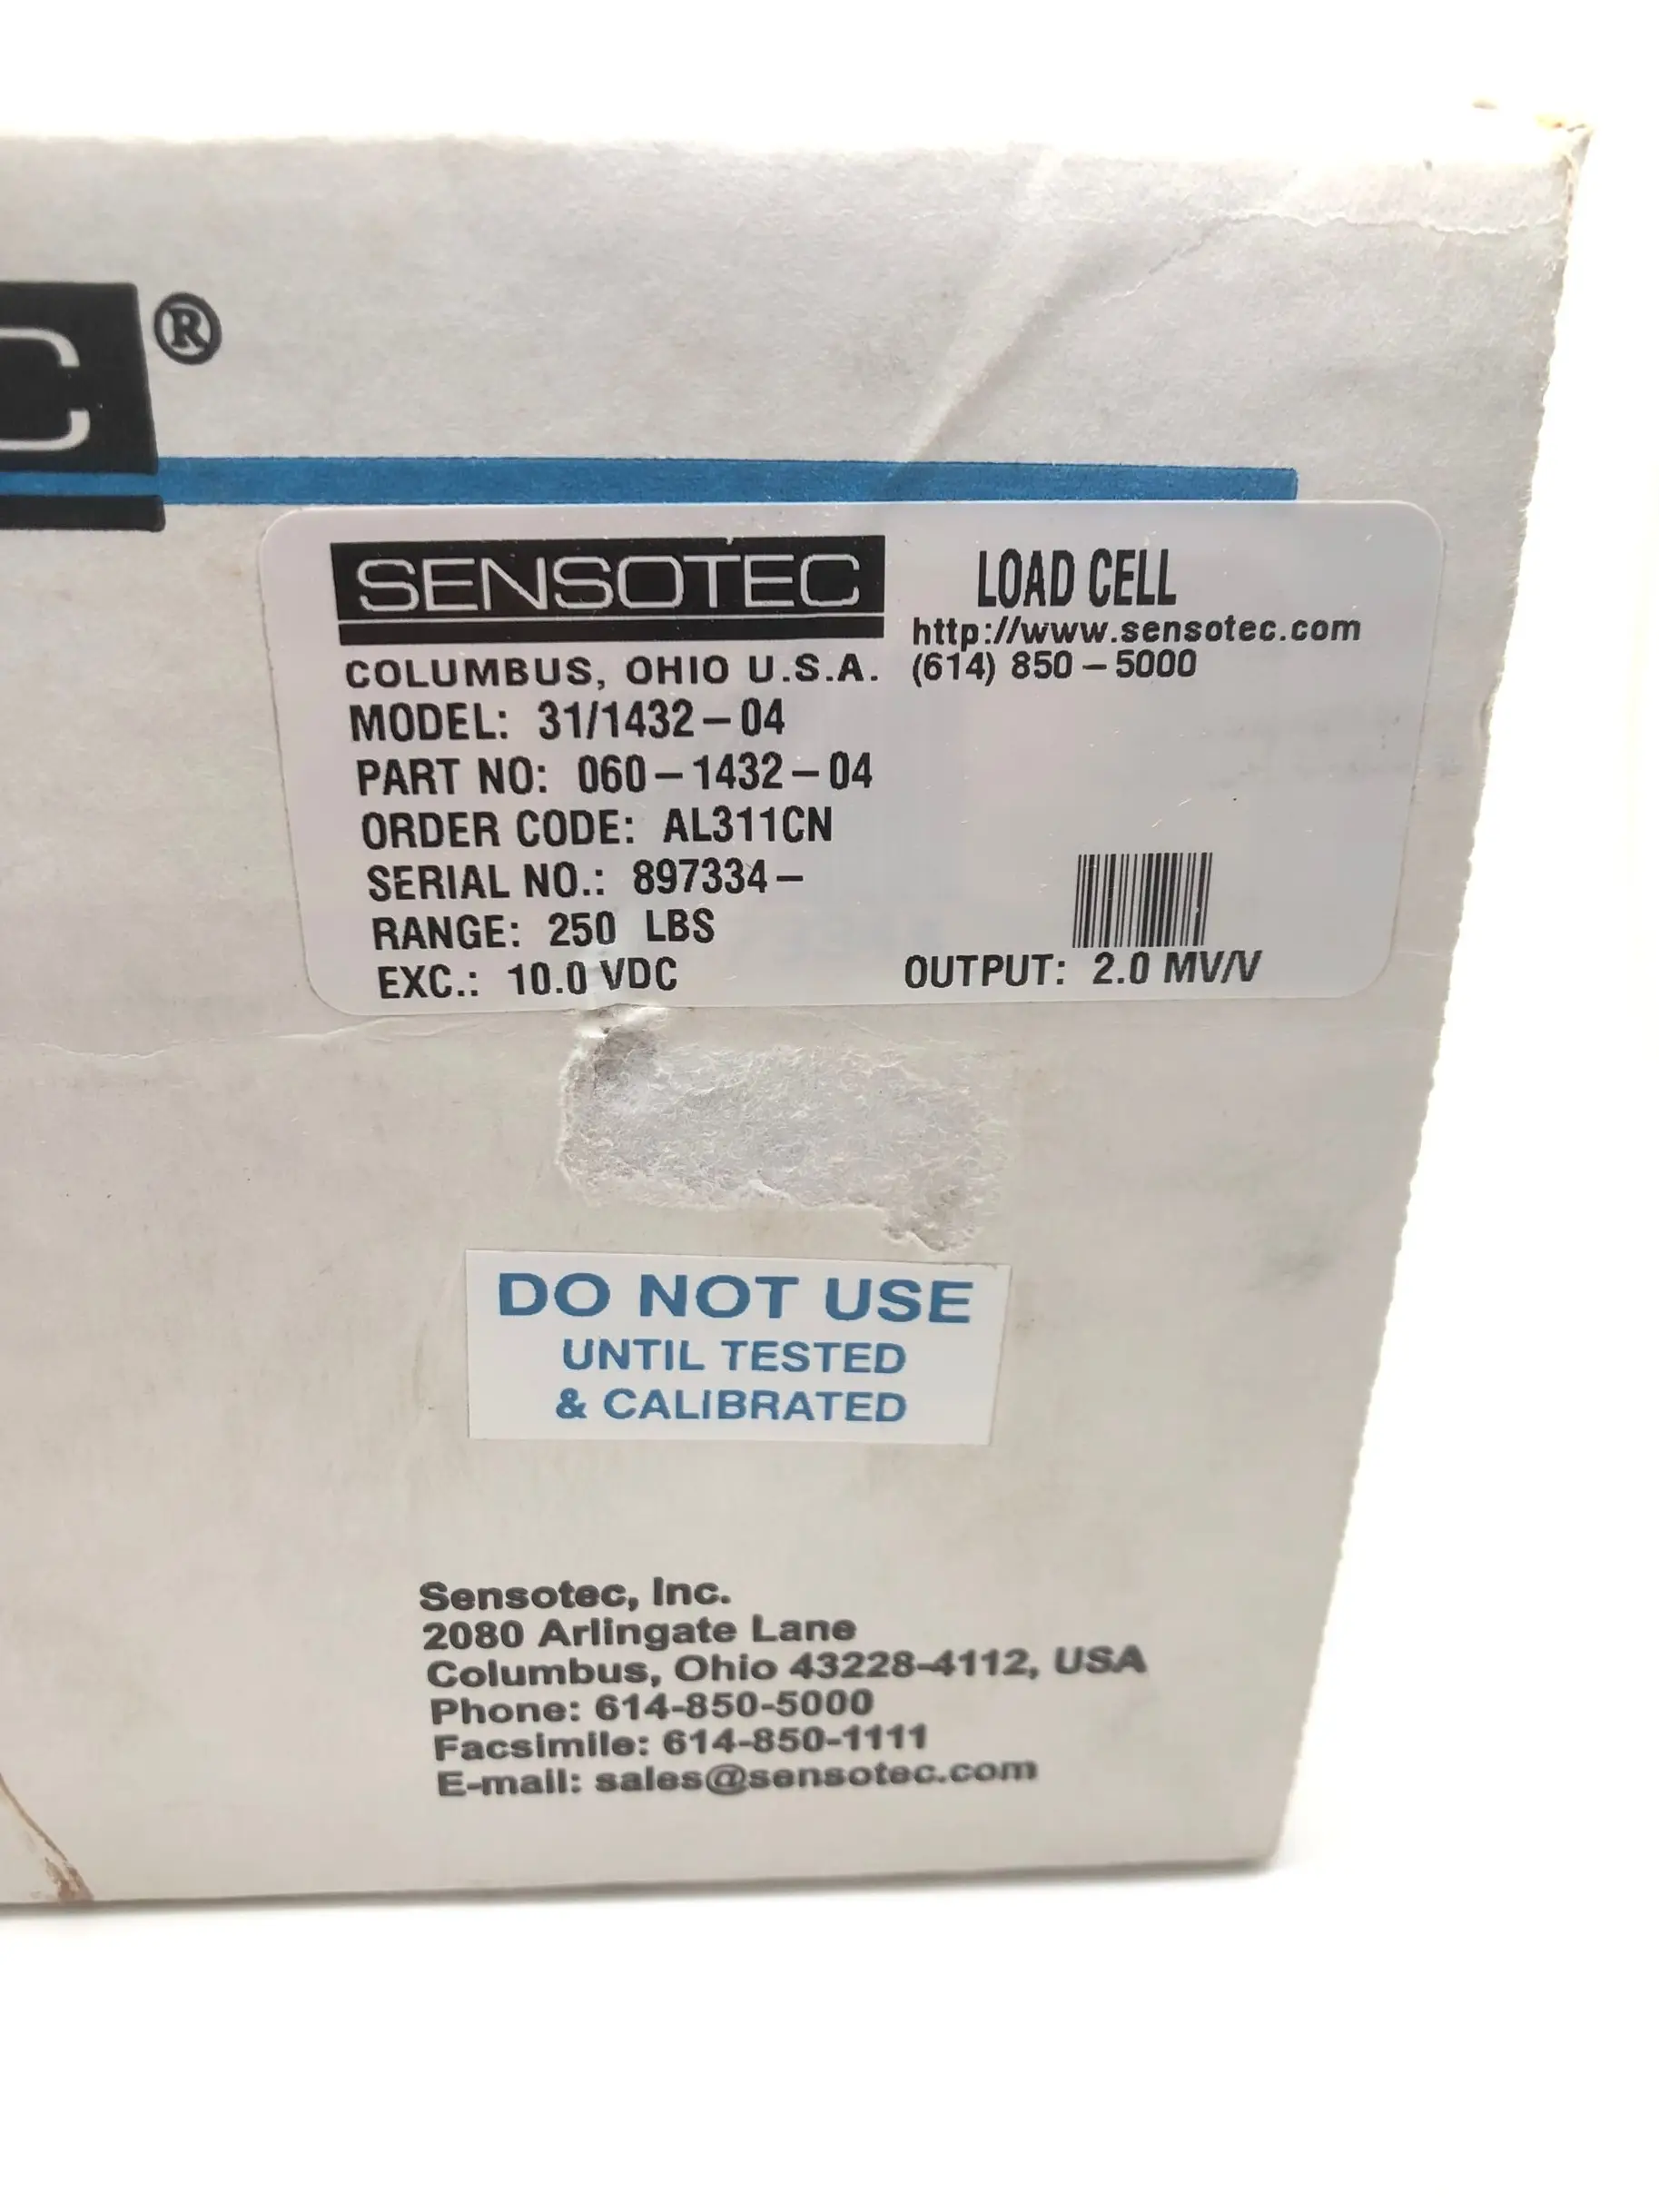 C®
SENSOTEC
LOAD CELL
http://www.sensotec.com
COLUMBUS, OHIO U.S.A. (614) 850-5000
MODEL: 31/1432-04
PART NO: 060-1432-04
ORDER CODE: AL311CN
SERIAL NO.: 897334-
RANGE: 250 LBS
EXC.: 10.0 VDC OUTPUT: 2.0 MV/V
DO NOT USE
UNTIL TESTED
& CALIBRATED
Sensotec, Inc.
2080 Arlingate Lane
Columbus, Ohio 43228-4112, USA
Phone: 614-850-5000
Facsimile: 614-850-1111
E-mail: sales@sensotec.com